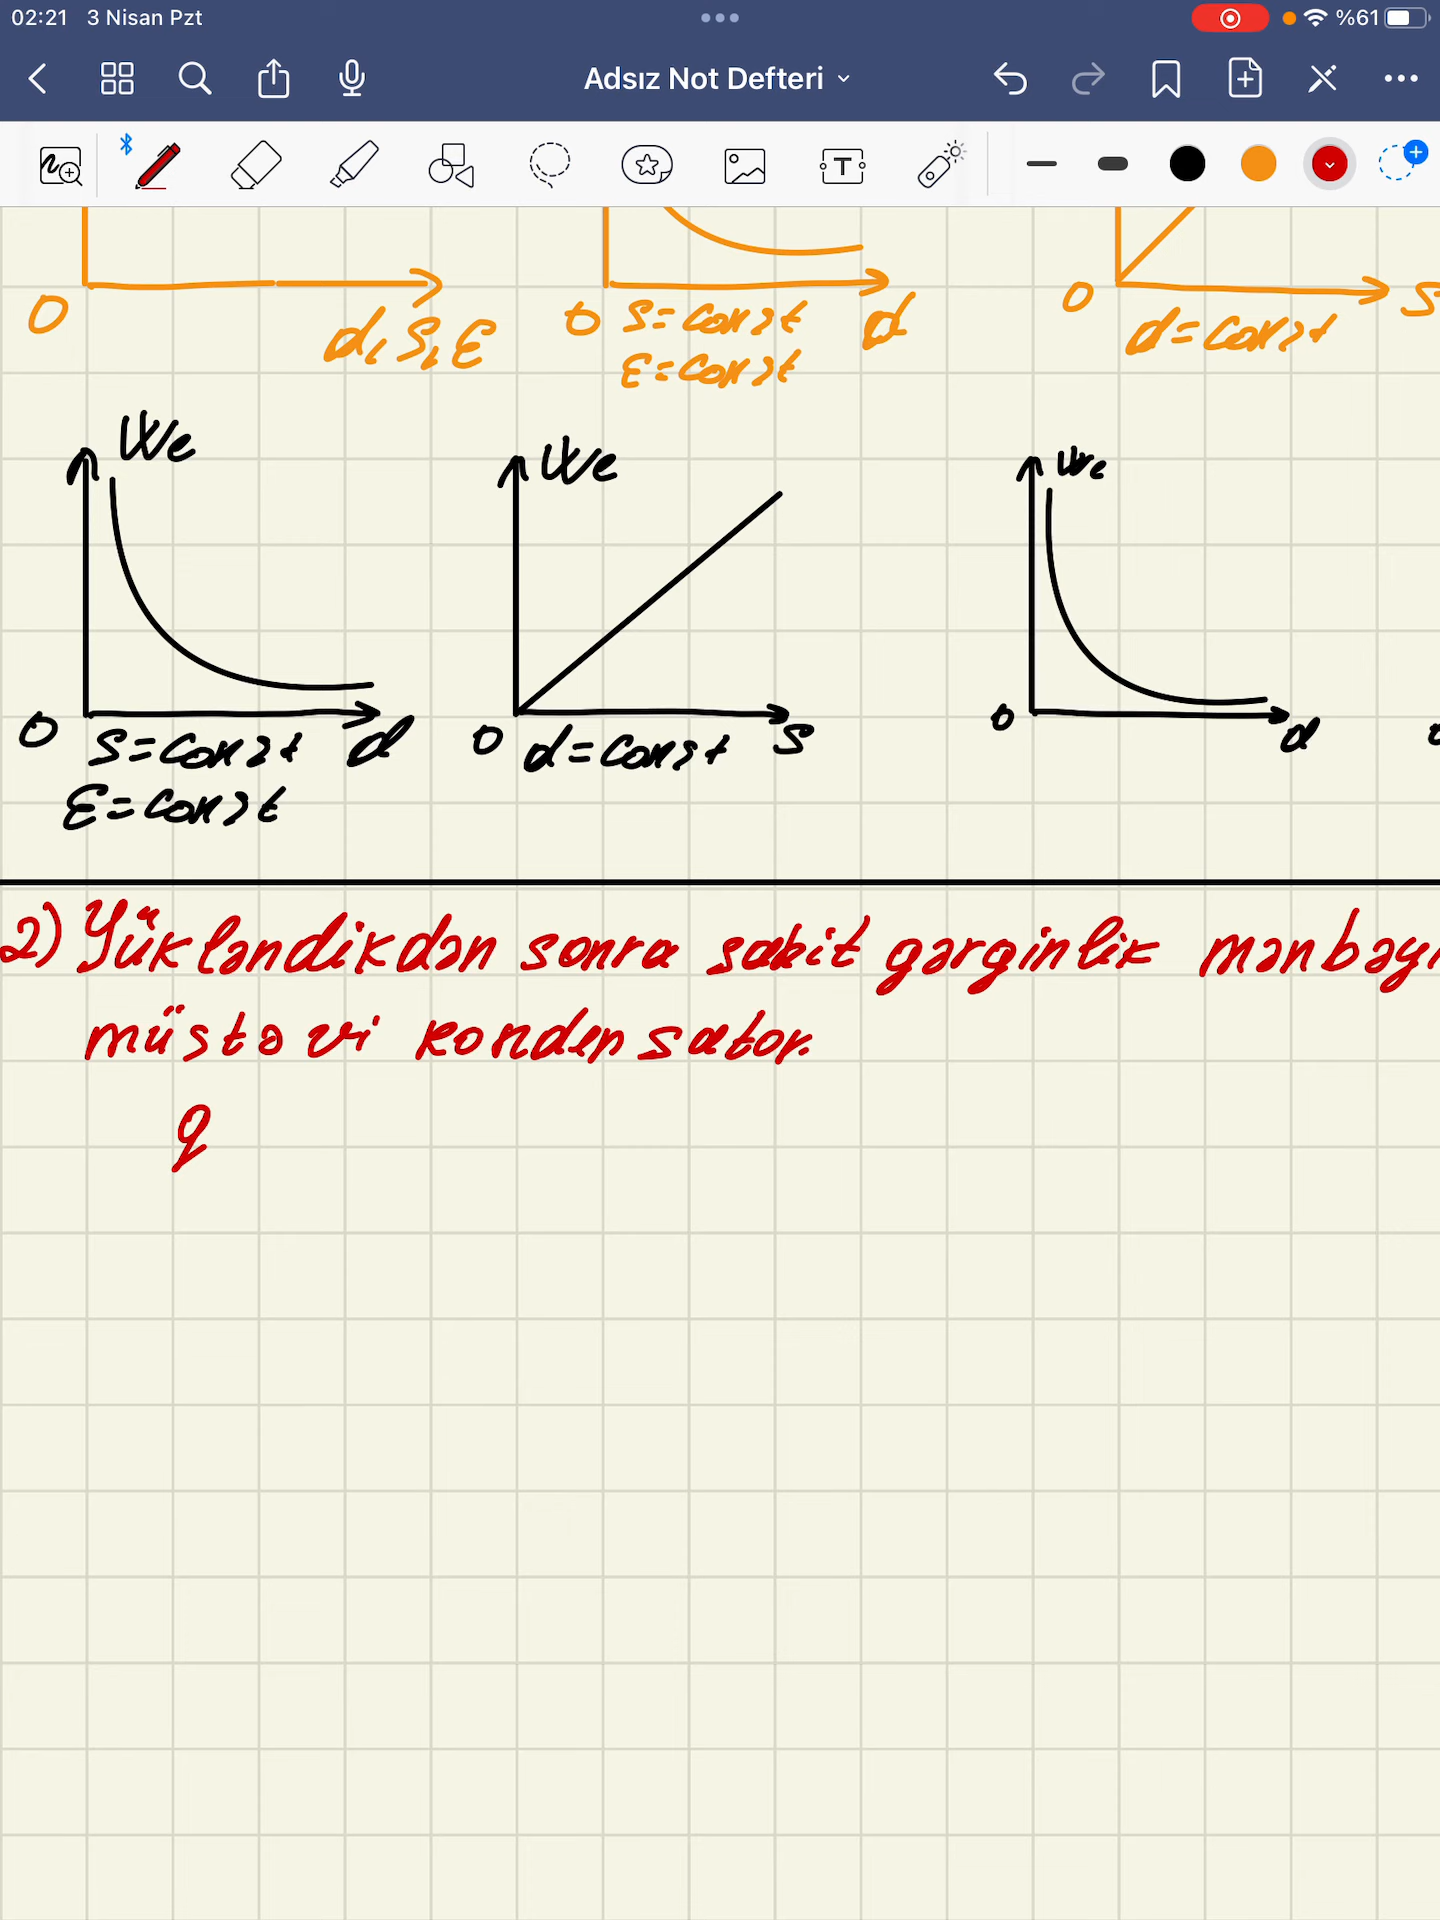 02:21 3 Nisan Pzt %61
Adsız Not Defteri
0 d, S, ε
0 S=const d
ε=const
0 d=const S
We
We
We
0 S=const d
ε=const
0 d=const S
0 d
2) Yükləndikdən sonra sabit gərginlik
müstəvi kondensator.
q